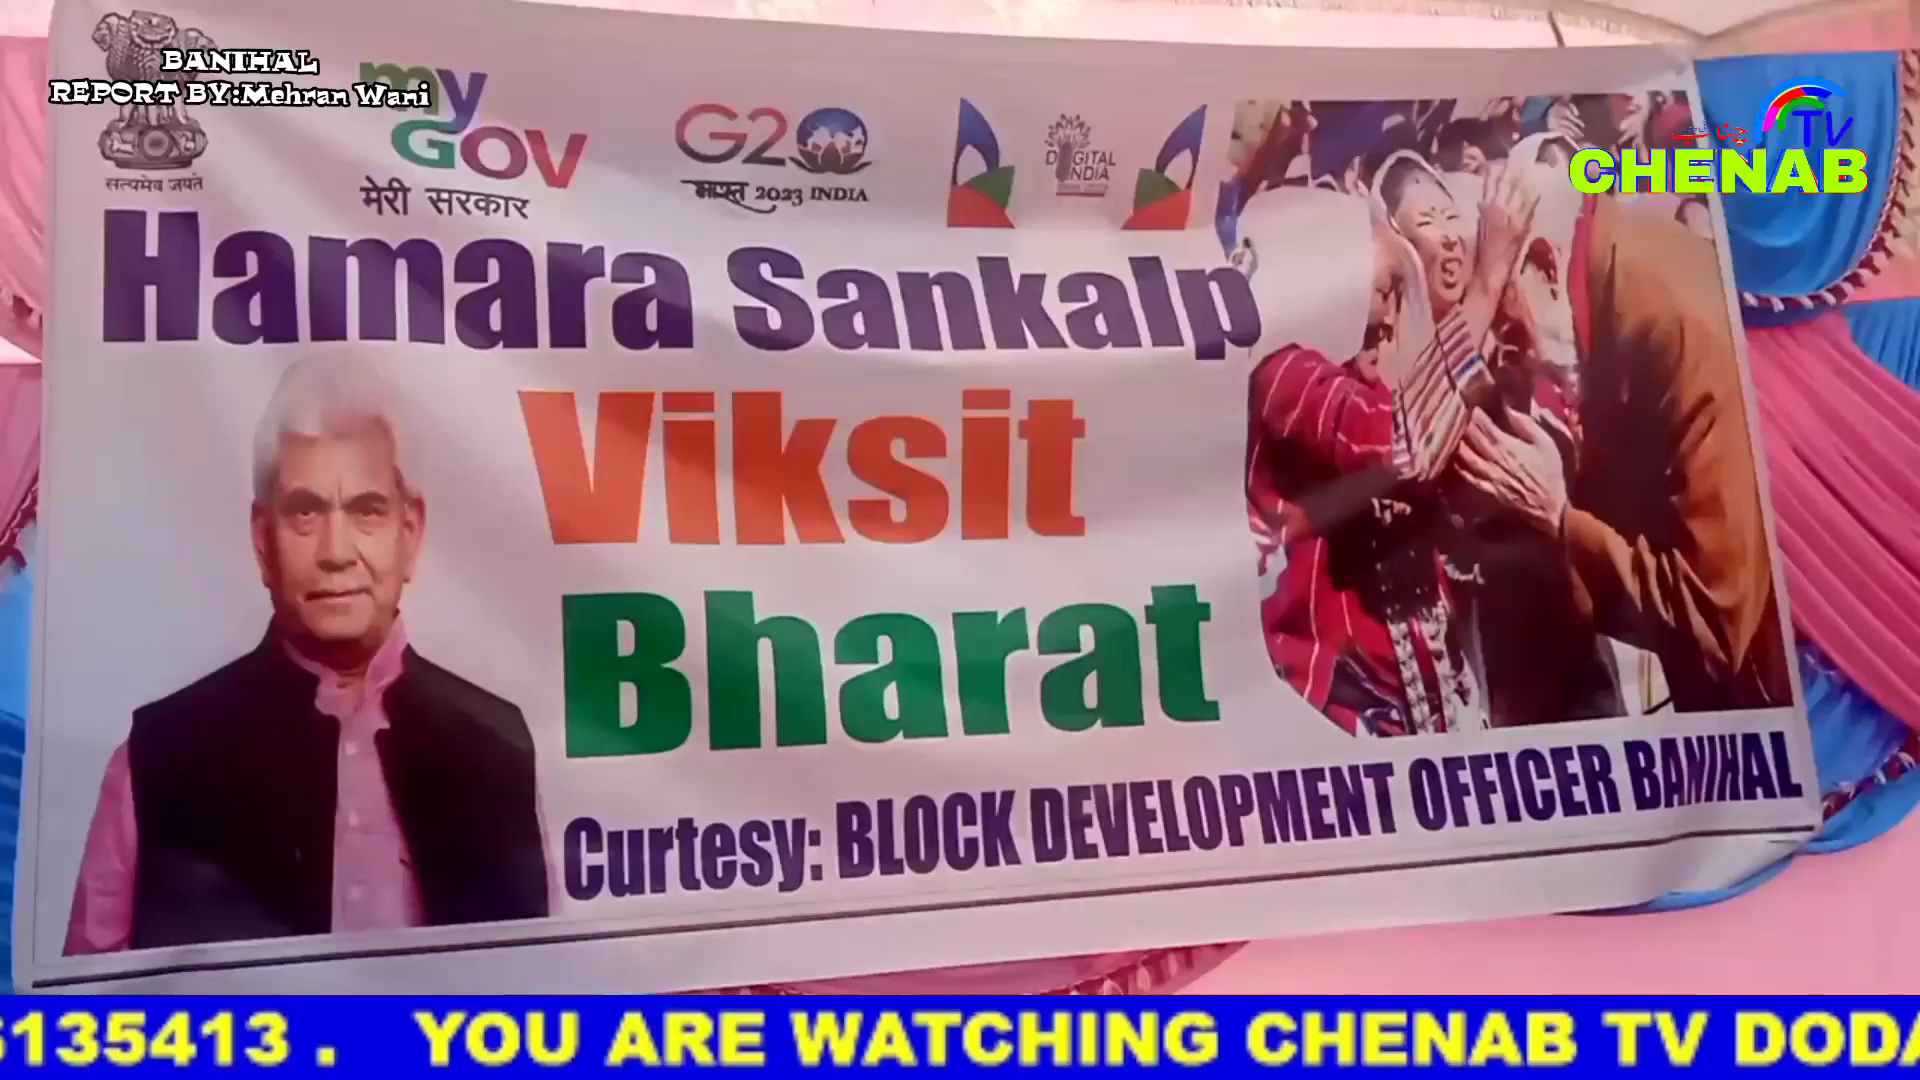 BANIHAL
REPORT BY:Mehran Wani
सत्यमेव जयते
my
GOV
मेरी सरकार
G20
भारत 2023 INDIA
DIGITAL
INDIA
TV
CHENAB
Hamara Sankalp
Viksit
Bharat
Curtesy: BLOCK DEVELOPMENT OFFICER BANIHAL
135413 . YOU ARE WATCHING CHENAB TV DODA